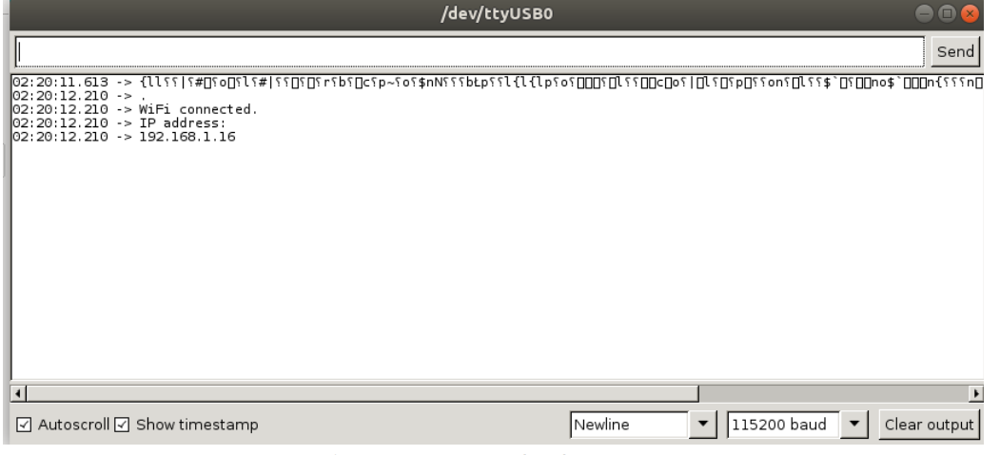 /dev/ttyUSB0
Send
02:20:11.613 ->
02:20:12.210 -> .
02:20:12.210 -> WiFi connected.
02:20:12.210 -> IP address:
02:20:12.210 -> 192.168.1.16
Autoscroll Show timestamp Newline 115200 baud Clear output